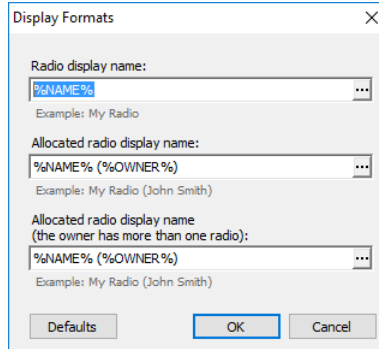 Display Formats
Radio display name:
%NAME%
Example: My Radio
Allocated radio display name:
%NAME% (%OWNER%)
Example: My Radio (John Smith)
Allocated radio display name
(the owner has more than one radio):
%NAME% (%OWNER%)
Example: My Radio (John Smith)
Defaults OK Cancel